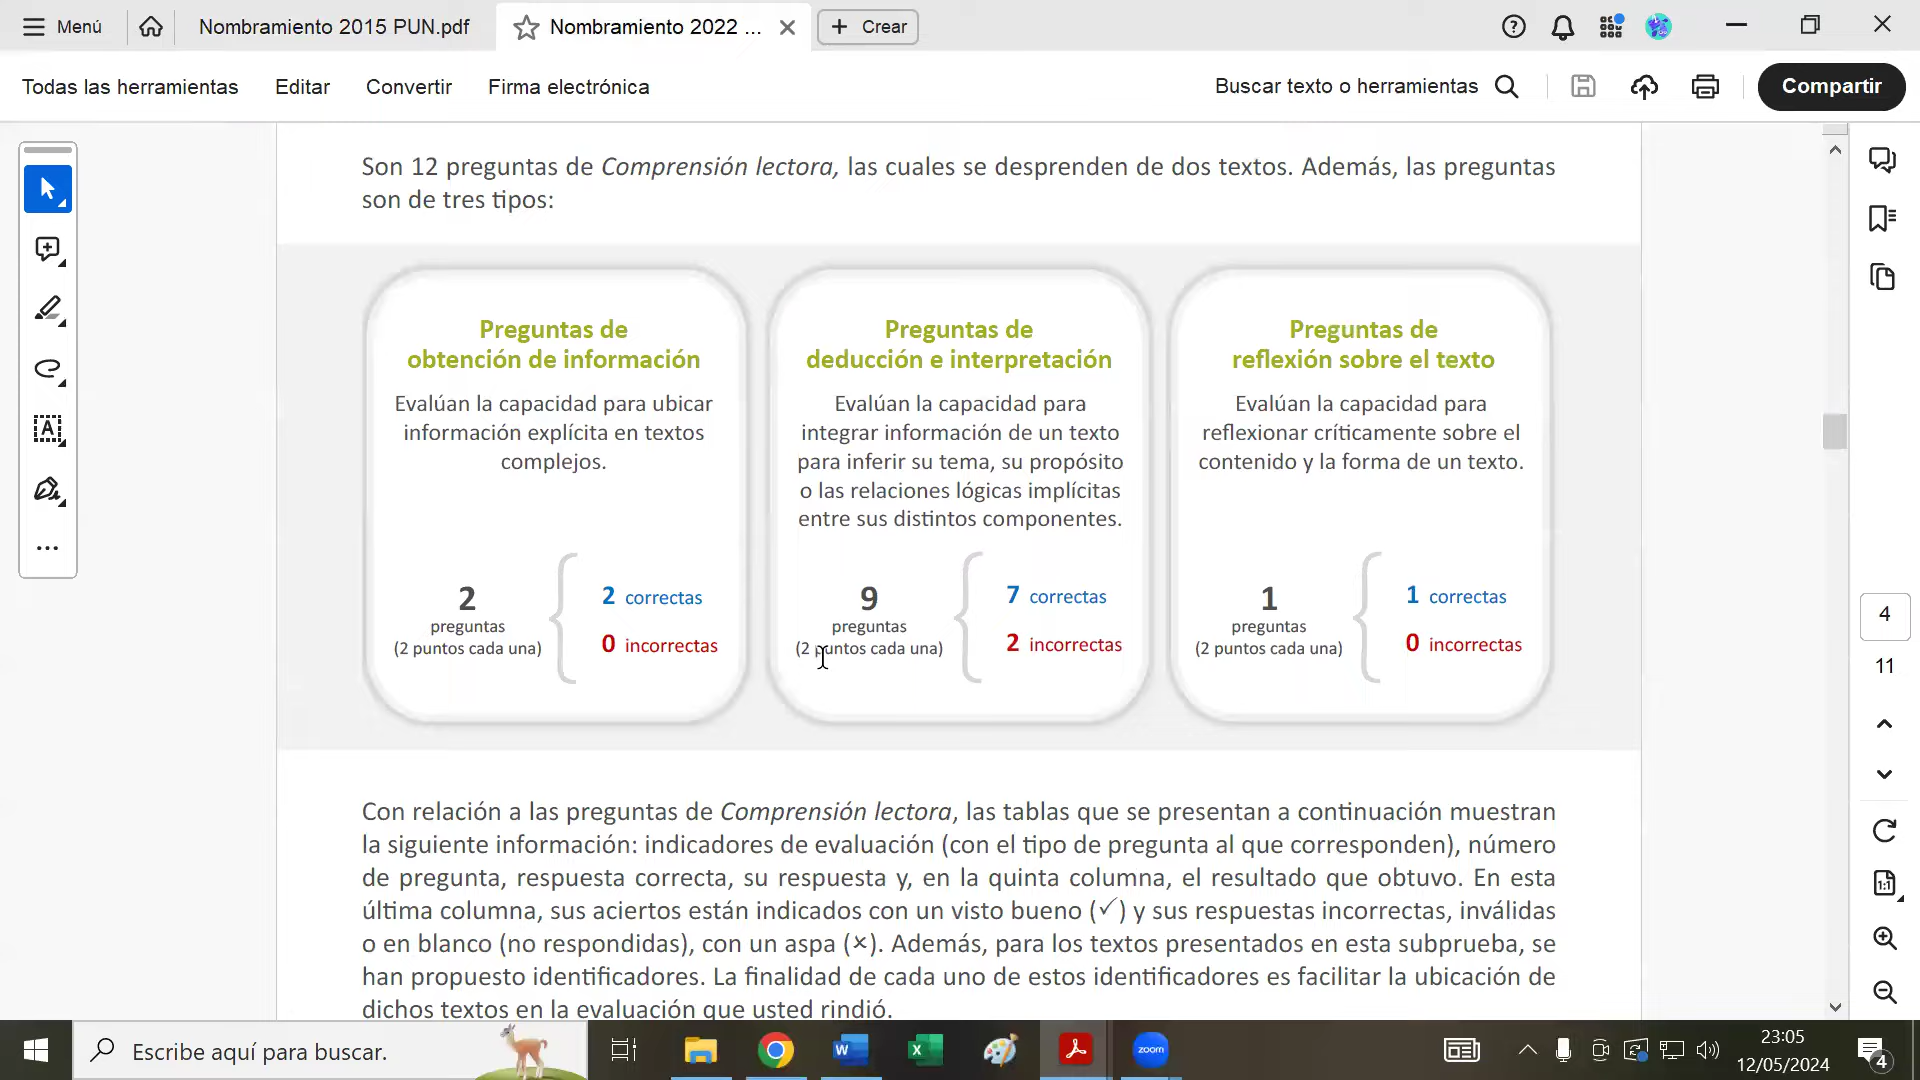 Menú
Nombramiento 2015 PUN.pdf
Nombramiento 2022 ...
Crear
Todas las herramientas
Editar
Convertir
Firma electrónica
Buscar texto o herramientas
Compartir
Son 12 preguntas de Comprensión lectora, las cuales se desprenden de dos textos. Además, las preguntas
son de tres tipos:
Preguntas de
obtención de información
Evalúan la capacidad para ubicar
información explícita en textos
complejos.
2
preguntas
(2 puntos cada una)
2 correctas
0 incorrectas
Preguntas de
deducción e interpretación
Evalúan la capacidad para
integrar información de un texto
para inferir su tema, su propósito
o las relaciones lógicas implícitas
entre sus distintos componentes.
9
preguntas
(2 puntos cada una)
7 correctas
2 incorrectas
Preguntas de
reflexión sobre el texto
Evalúan la capacidad para
reflexionar críticamente sobre el
contenido y la forma de un texto.
1
preguntas
(2 puntos cada una)
1 correctas
0 incorrectas
Con relación a las preguntas de Comprensión lectora, las tablas que se presentan a continuación muestran
la siguiente información: indicadores de evaluación (con el tipo de pregunta al que corresponden), número
de pregunta, respuesta correcta, su respuesta y, en la quinta columna, el resultado que obtuvo. En esta
última columna, sus aciertos están indicados con un visto bueno (✓) y sus respuestas incorrectas, inválidas
o en blanco (no respondidas), con un aspa (×). Además, para los textos presentados en esta subprueba, se
han propuesto identificadores. La finalidad de cada uno de estos identificadores es facilitar la ubicación de
dichos textos en la evaluación que usted rindió.
4
11
1:1
Escribe aquí para buscar.
zoom
23:05
12/05/2024
4